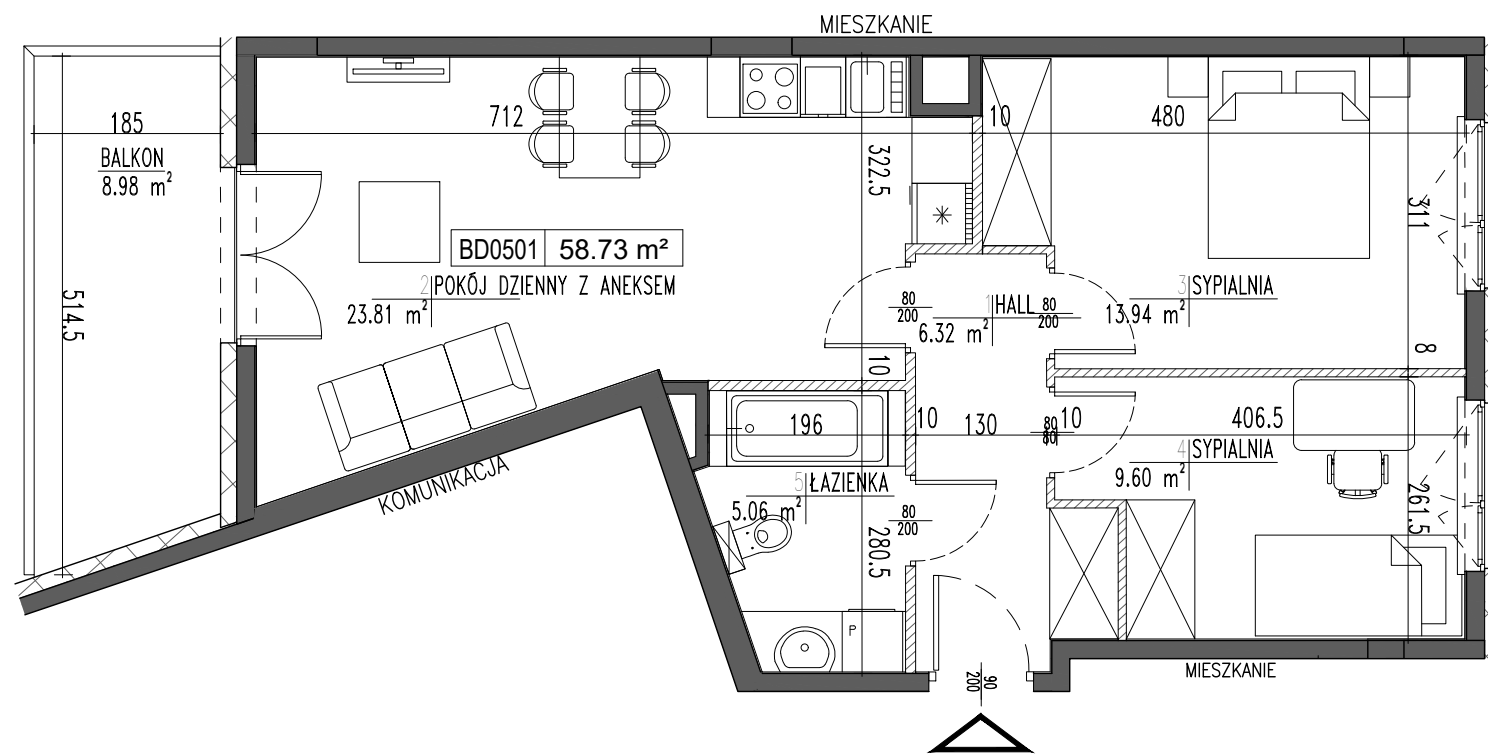 MIESZKANIE
185
BALKON
8.98 m²
712
10
480
322.5
311
BD0501 58.73 m²
2 POKÓJ DZIENNY Z ANEKSEM
23.81 m²
514.5
80
200
1 HALL
6.32 m²
80
200
3 SYPIALNIA
13.94 m²
10
8
196
10
130
80
80
10
406.5
4 SYPIALNIA
9.60 m²
KOMUNIKACJA
5 ŁAZIENKA
5.06 m²
80
200
280.5
261.5
P
90
200
MIESZKANIE